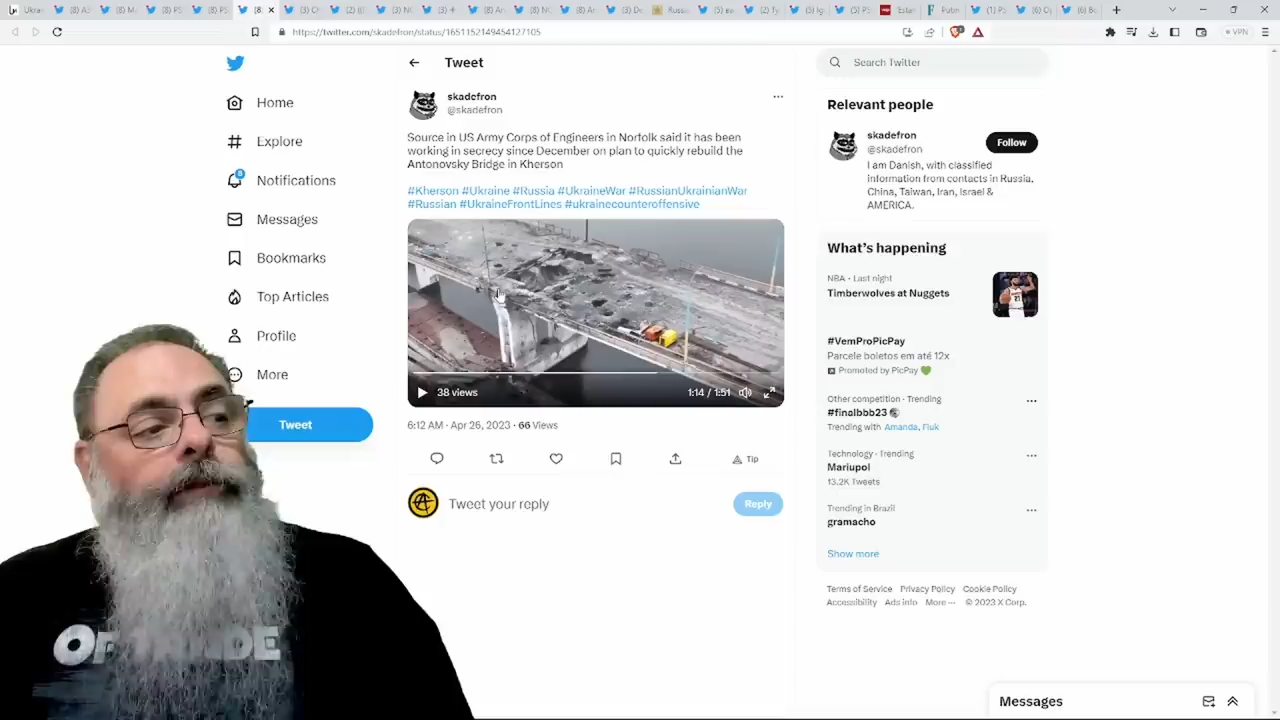 https://twitter.com/skadefron/status/1651152149454127105
VPN
Home
Explore
8
Notifications
Messages
Bookmarks
Top Articles
Profile
More
Tweet
Tweet
skadefron
@skadefron
Source in US Army Corps of Engineers in Norfolk said it has been
working in secrecy since December on plan to quickly rebuild the
Antonovsky Bridge in Kherson
#Kherson #Ukraine #Russia #UkraineWar #RussianUkrainianWar
#Russian #UkraineFrontLines #ukrainecounteroffensive
38 views
1:14 / 1:51
6:12 AM · Apr 26, 2023 · 66 Views
Tip
Tweet your reply
Reply
Search Twitter
Relevant people
skadefron
@skadefron
Follow
I am Danish, with classified
information from contacts in Russia,
China, Taiwan, Iran, Israel &
AMERICA.
What's happening
NBA · Last night
Timberwolves at Nuggets
#VemProPicPay
Parcele boletos em até 12x
Promoted by PicPay
Other competition · Trending
#finalbbb23
Trending with Amanda, Fiuk
Technology · Trending
Mariupol
13.2K Tweets
Trending in Brazil
gramacho
Show more
Terms of Service Privacy Policy Cookie Policy
Accessibility Ads info More ··· © 2023 X Corp.
Messages